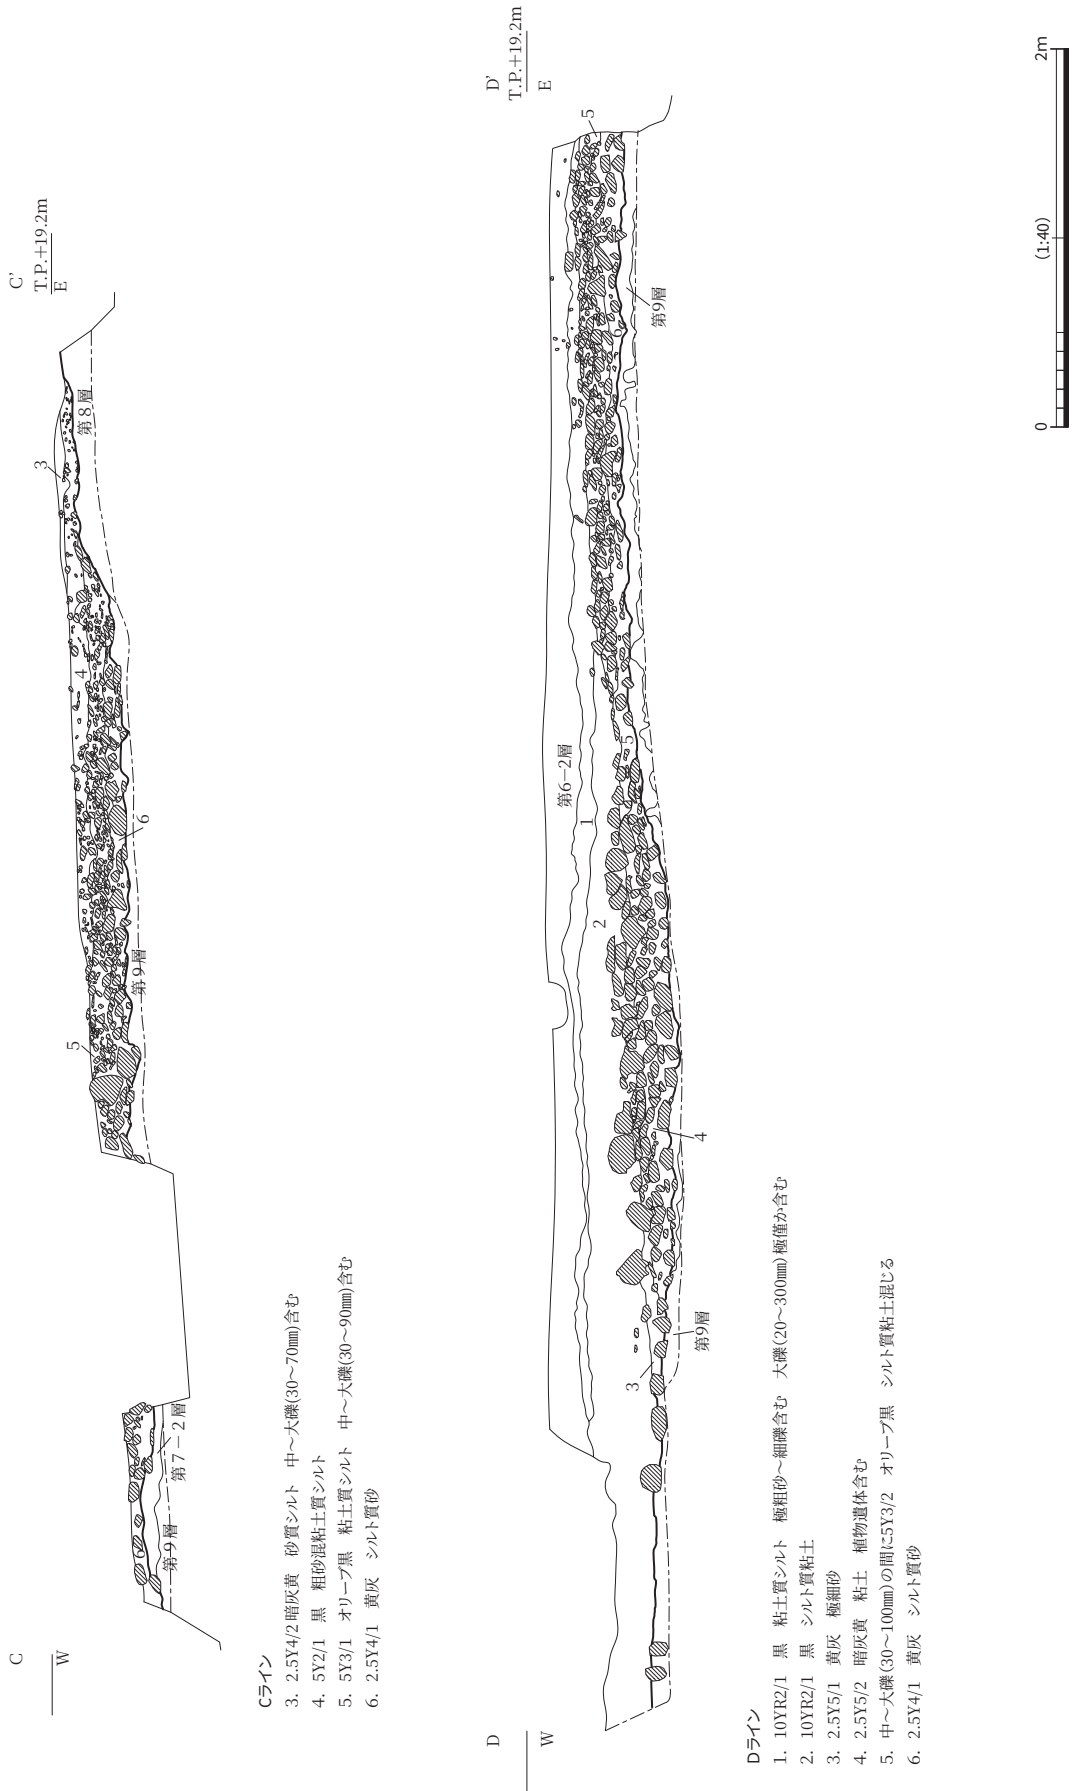 C
W
C'
T.P.+19.2m
E
3
4
5
6
6
第8層
第9層
第7－2層
第9層
Cライン
3. 2.5Y4/2 暗灰黄　砂質シルト　中～大礫(30～70㎜)含む
4. 5Y2/1　黒　粗砂混粘土質シルト
5. 5Y3/1　オリーブ黒　粘土質シルト　中～大礫(30～90㎜)含む
6. 2.5Y4/1　黄灰　シルト質砂
D
W
D'
T.P.+19.2m
E
第6－2層
1
2
3
4
5
5
6
第9層
第9層
Dライン
1. 10YR2/1　黒　粘土質シルト　極粗砂～細礫含む　大礫(20～300㎜)極僅か含む
2. 10YR2/1　黒　シルト質粘土
3. 2.5Y5/1　黄灰　極細砂
4. 2.5Y5/2　暗灰黄　粘土　植物遺体含む
5. 中～大礫(30～100㎜)の間に5Y3/2　オリーブ黒　シルト質粘土混じる
6. 2.5Y4/1　黄灰　シルト質砂
0
(1:40)
2m